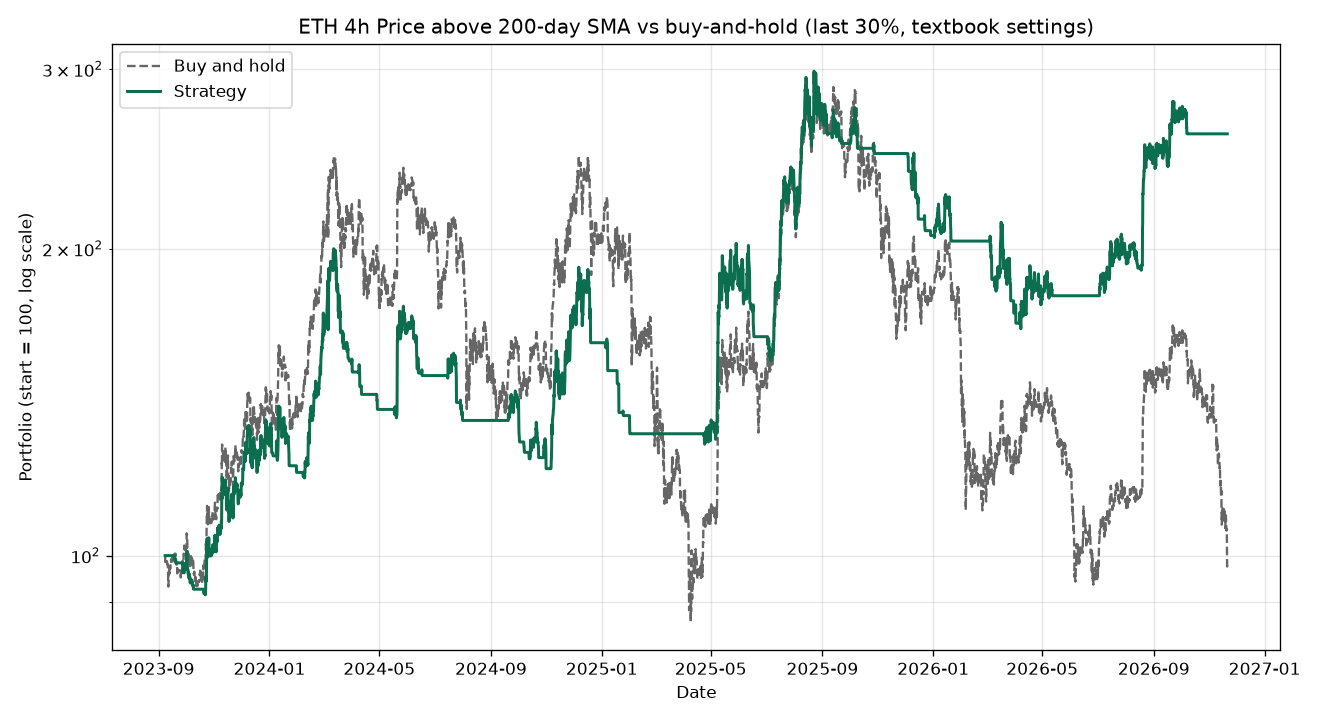 ETH 4h Price above 200-day SMA vs buy-and-hold (last 30%, textbook settings)
Buy and hold
Strategy
Portfolio (start = 100, log scale)
3 × 10²
2 × 10²
10²
2023-09 2024-01 2024-05 2024-09 2025-01 2025-05 2025-09 2026-01 2026-05 2026-09 2027-01
Date